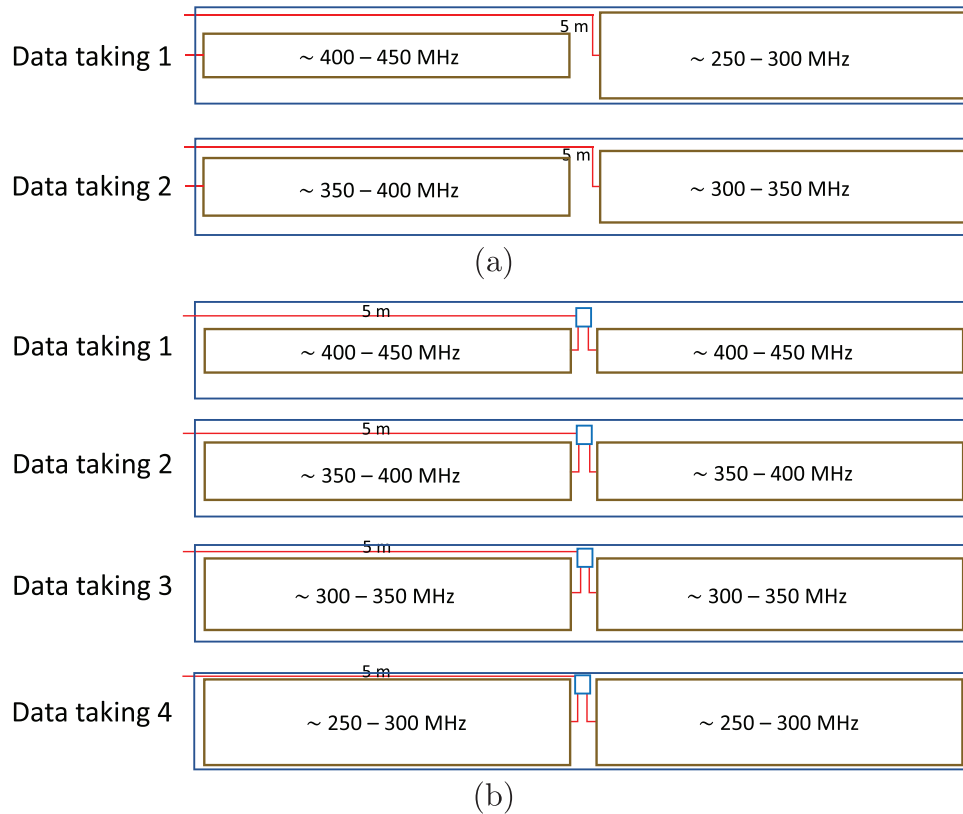 Data taking 1
~ 400 – 450 MHz
5 m
~ 250 – 300 MHz
Data taking 2
~ 350 – 400 MHz
5 m
~ 300 – 350 MHz
(a)
Data taking 1
5 m
~ 400 – 450 MHz
~ 400 – 450 MHz
Data taking 2
5 m
~ 350 – 400 MHz
~ 350 – 400 MHz
Data taking 3
5 m
~ 300 – 350 MHz
~ 300 – 350 MHz
Data taking 4
5 m
~ 250 – 300 MHz
~ 250 – 300 MHz
(b)